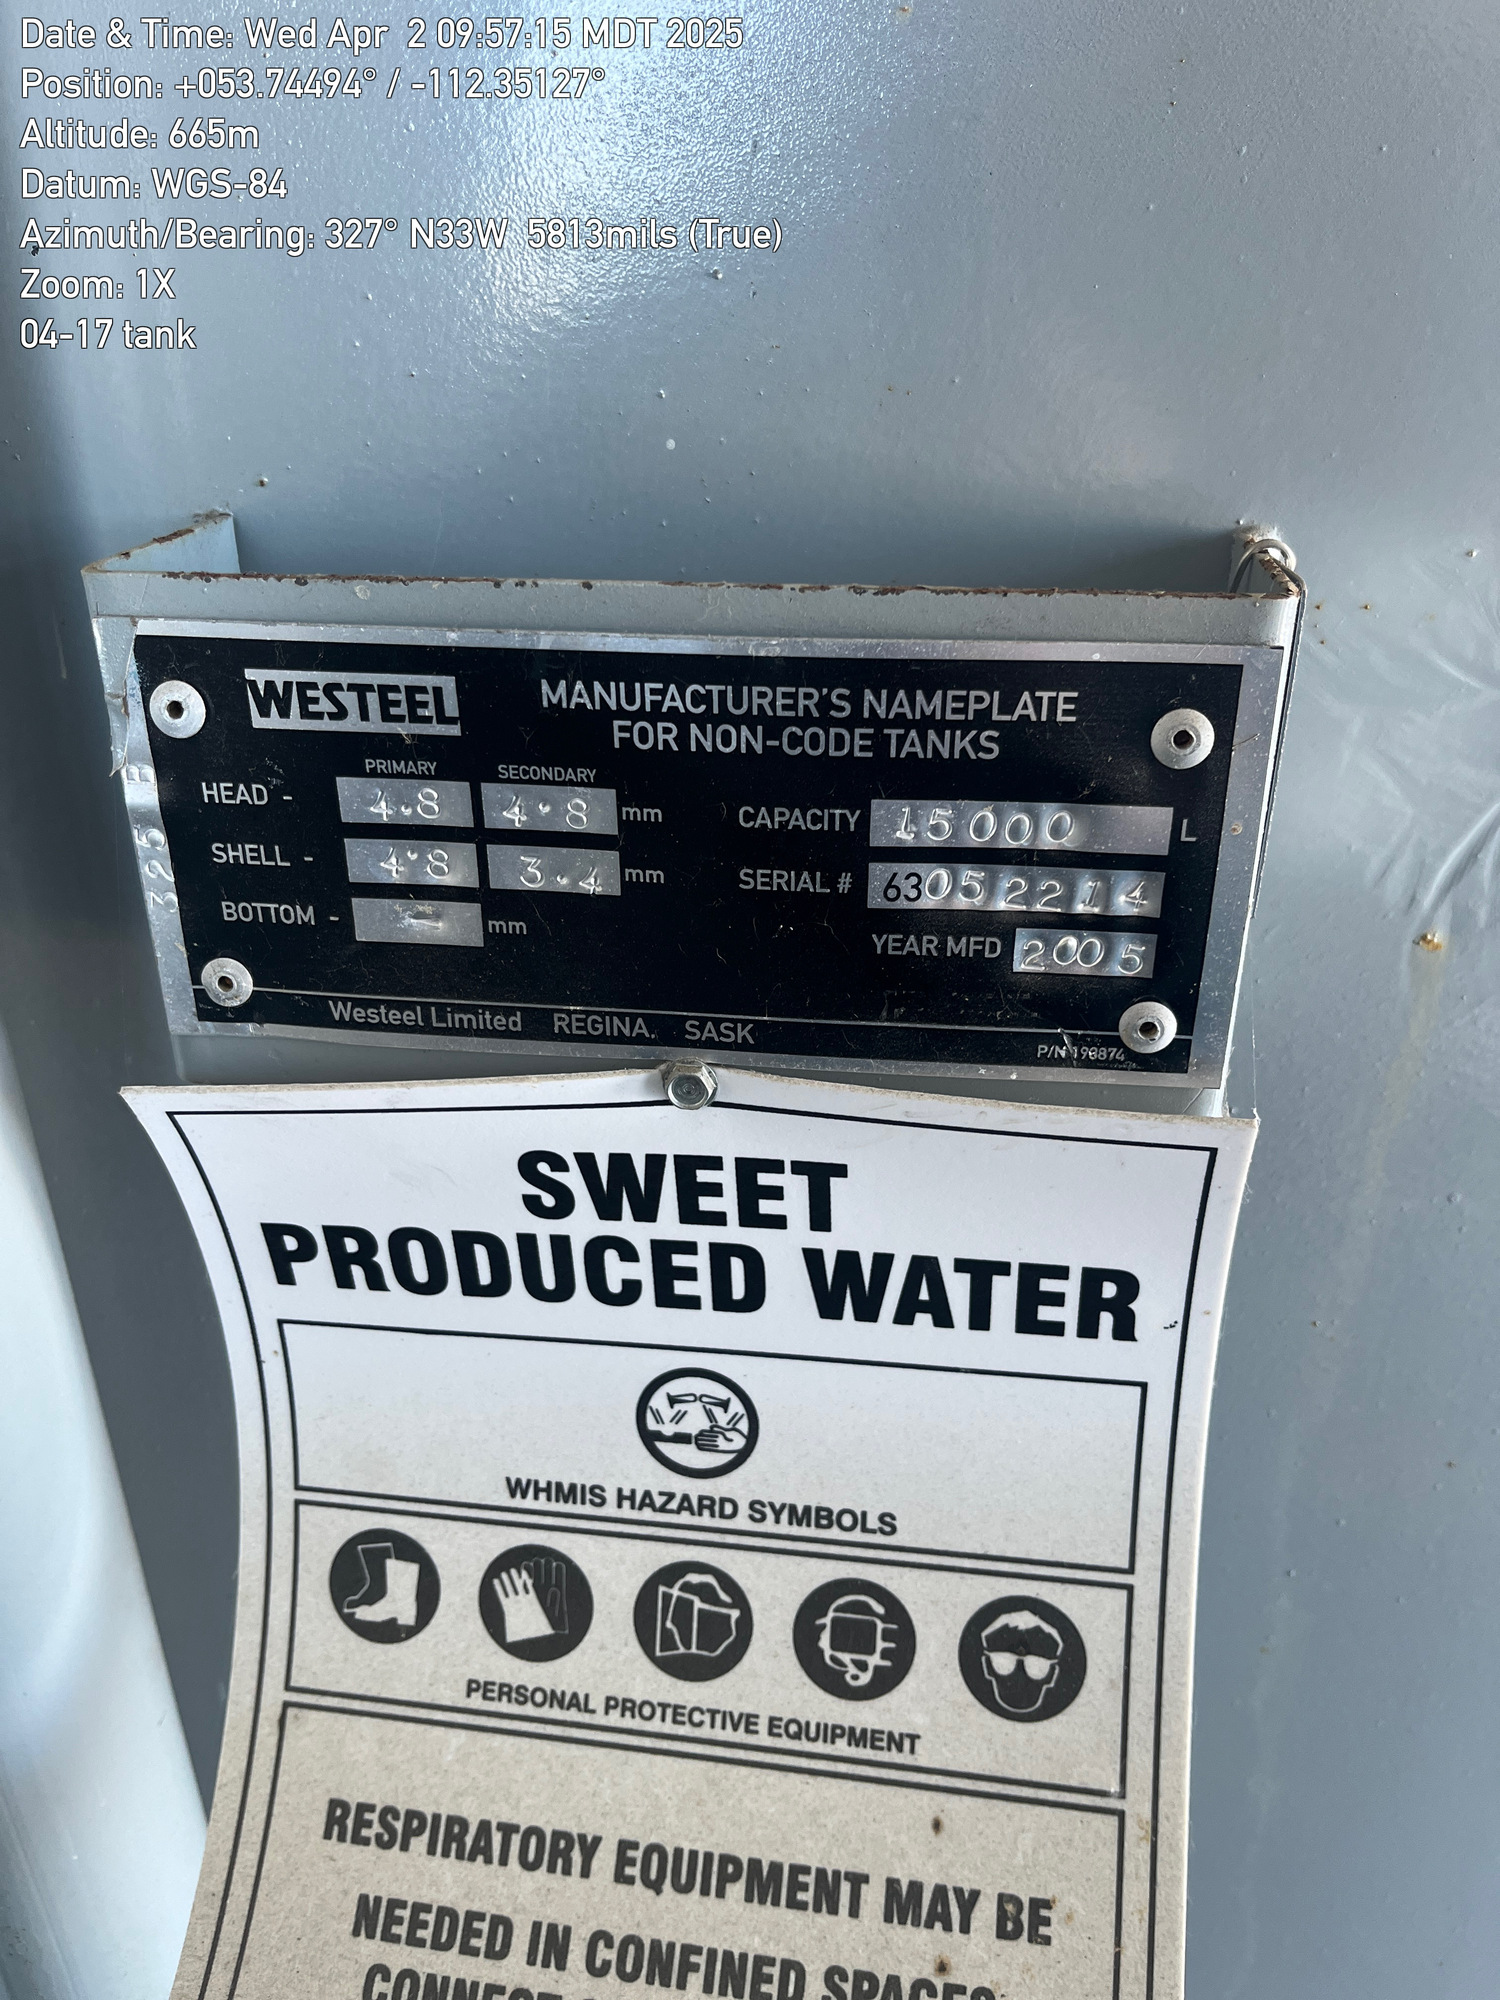 Date & Time: Wed Apr  2 09:57:15 MDT 2025
Position: +053.74494° / -112.35127°
Altitude: 665m
Datum: WGS-84
Azimuth/Bearing: 327° N33W  5813mils (True)
Zoom: 1X
04-17 tank
WESTEEL
MANUFACTURER'S NAMEPLATE
FOR NON-CODE TANKS
PRIMARY SECONDARY
HEAD - 4.8 4.8 mm
SHELL - 4.8 3.4 mm
BOTTOM - – mm
CAPACITY 15000 L
SERIAL # 63052214
YEAR MFD 2005
325 B
Westeel Limited REGINA. SASK
P/N 198874
SWEET
PRODUCED WATER
WHMIS HAZARD SYMBOLS
PERSONAL PROTECTIVE EQUIPMENT
RESPIRATORY EQUIPMENT MAY BE
NEEDED IN CONFINED SPACES